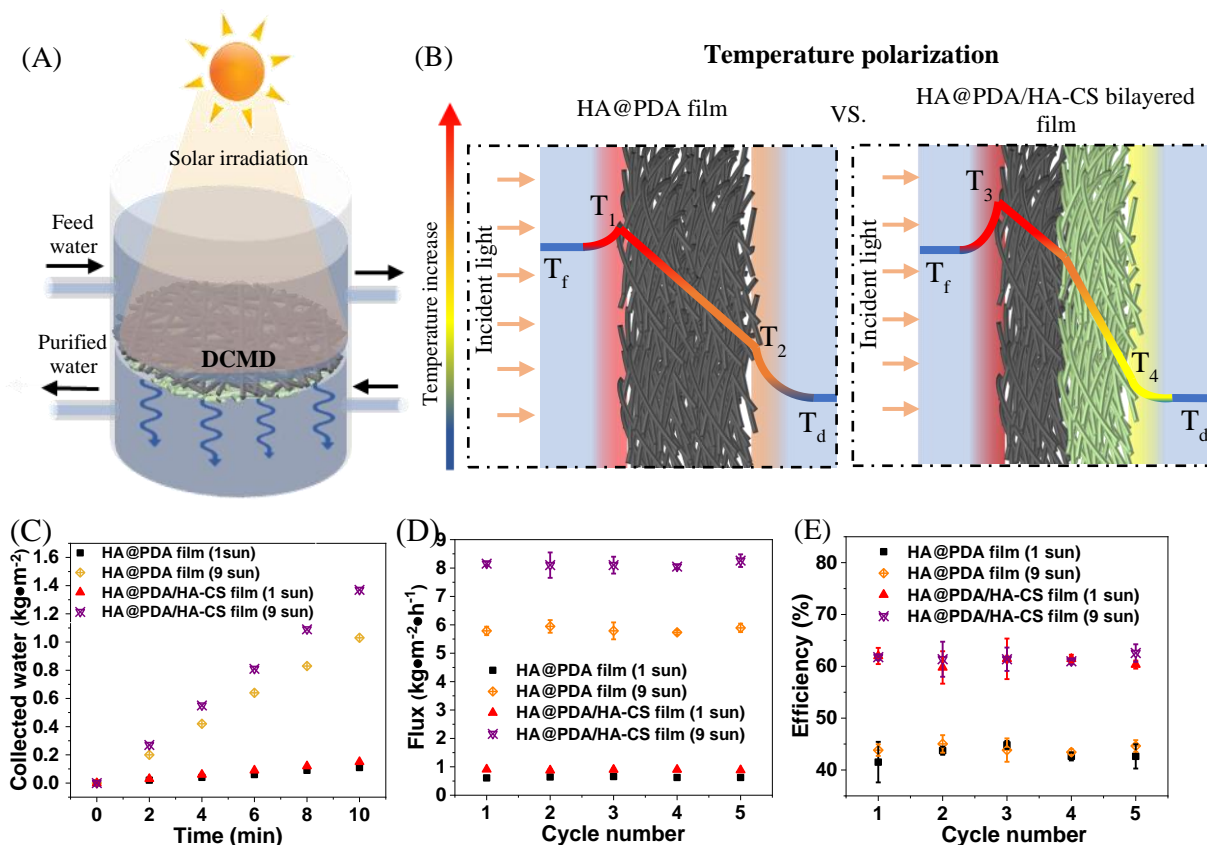 (A)
Solar irradiation
Feed
water
Purified
water
DCMD
(B)
Temperature polarization
HA@PDA film
VS.
HA@PDA/HA-CS bilayered
film
Temperature increase
Incident light
T1
Tf
T2
Td
Incident light
T3
Tf
T4
Td
(C)
HA@PDA film (1sun)
HA@PDA film (9 sun)
HA@PDA/HA-CS film (1 sun)
HA@PDA/HA-CS film (9 sun)
Collected water (kg●m-2)
1.6
1.4
1.2
1.0
0.8
0.6
0.4
0.2
0.0
0 2 4 6 8 10
Time (min)
(D)
Flux (kg●m-2●h-1)
9
8
7
6
5
4
3
2
1
0
HA@PDA film (1 sun)
HA@PDA film (9 sun)
HA@PDA/HA-CS film (1 sun)
HA@PDA/HA-CS film (9 sun)
1 2 3 4 5
Cycle number
(E)
HA@PDA film (1 sun)
HA@PDA film (9 sun)
HA@PDA/HA-CS film (1 sun)
HA@PDA/HA-CS film (9 sun)
Efficiency (%)
80
70
60
50
40
1 2 3 4 5
Cycle number